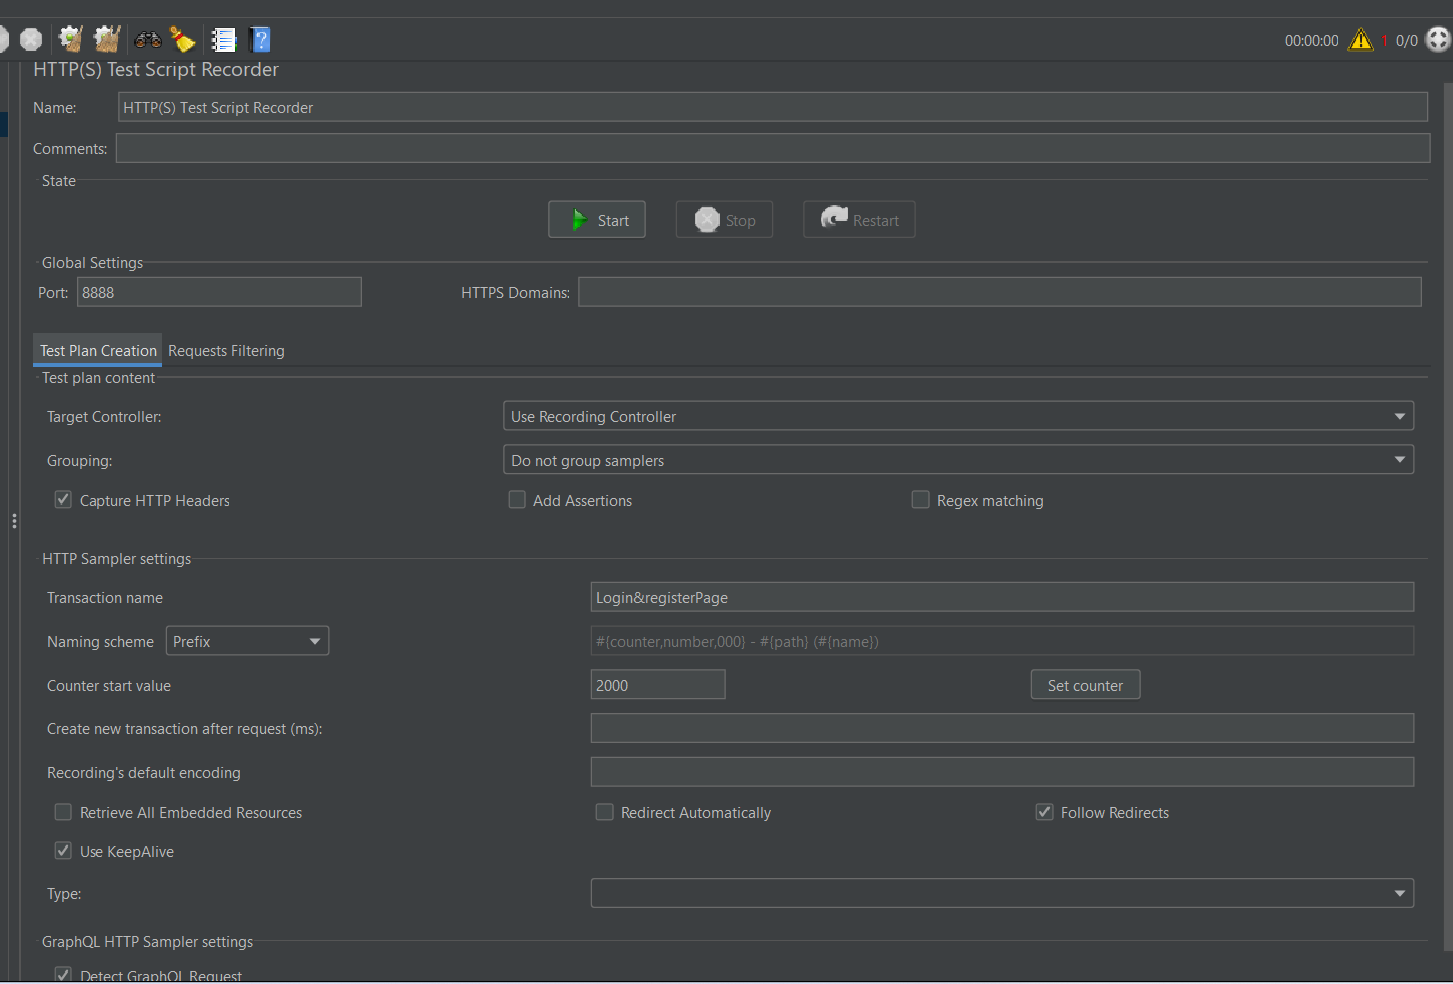 00:00:00 1 0/0
HTTP(S) Test Script Recorder
Name: HTTP(S) Test Script Recorder
Comments:
State
Start Stop Restart
Global Settings
Port: 8888 HTTPS Domains:
Test Plan Creation Requests Filtering
Test plan content
Target Controller: Use Recording Controller
Grouping: Do not group samplers
Capture HTTP Headers Add Assertions Regex matching
HTTP Sampler settings
Transaction name Login&registerPage
Naming scheme Prefix #{counter,number,000} - #{path} (#{name})
Counter start value 2000 Set counter
Create new transaction after request (ms):
Recording's default encoding
Retrieve All Embedded Resources Redirect Automatically Follow Redirects
Use KeepAlive
Type:
GraphQL HTTP Sampler settings
Detect GraphQL Request